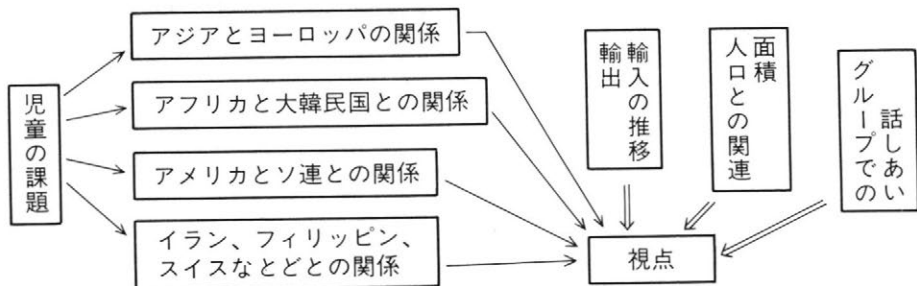 児童の課題
アジアとヨーロッパの関係
アフリカと大韓民国との関係
アメリカとソ連との関係
イラン、フィリッピン、
スイスなとどとの関係
輸入の推移
輸出
面積
人口との関連
話しあい
グループでの
視点